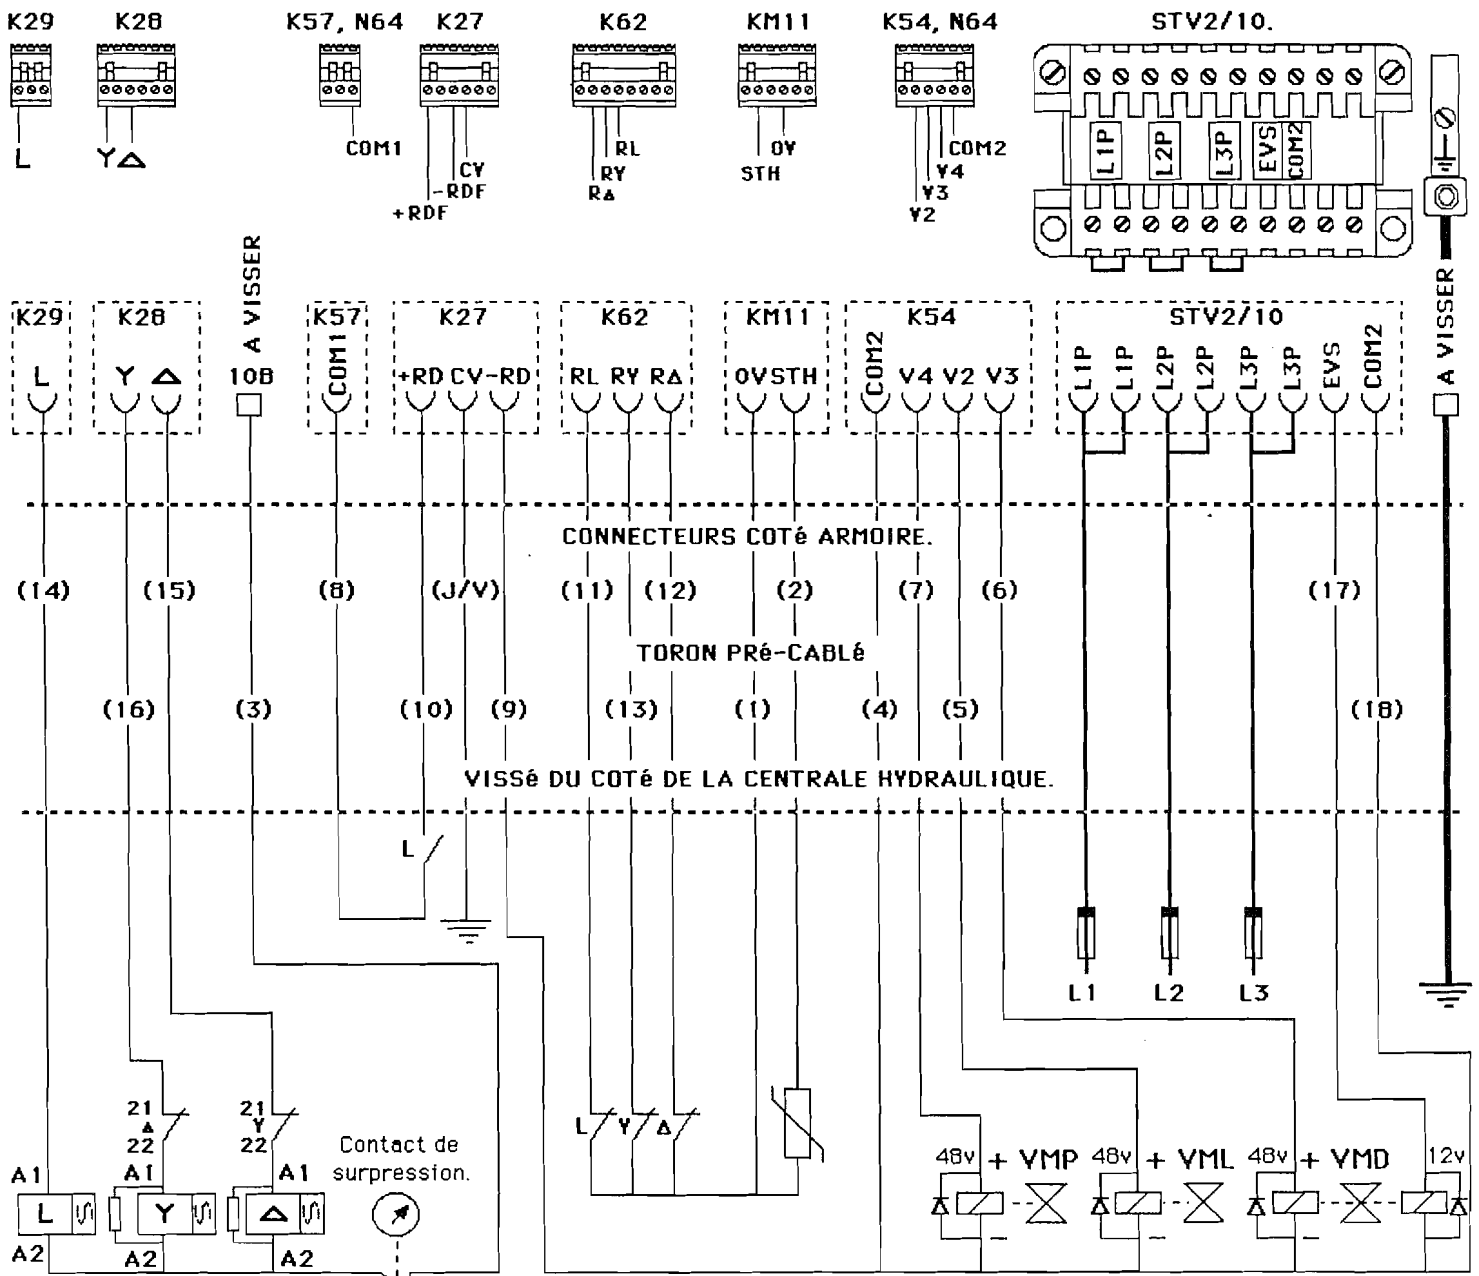 K29 K28 K57, N64 K27 K62 KM11 K54, N64 STV2/10.
L1P L2P L3P EVS COM2
L Y Δ COM1 RL 0V COM2
CV RY STH V4
-RDF RΔ V3
+RDF V2
A VISSER
A VISSER
K29 K28 K57 K27 K62 KM11 K54 STV2/10
L Y Δ 10B COM1 +RD CV -RD RL RY RΔ 0V STH COM2 V4 V2 V3 L1P L1P L2P L2P L3P L3P EVS COM2
CONNECTEURS COTé ARMOIRE.
(14) (15) (8) (J/V) (11) (12) (2) (7) (6) (17)
TORON PRé-CABLé
(16) (3) (10) (9) (13) (1) (4) (5) (18)
VISSé DU COTé DE LA CENTRALE HYDRAULIQUE.
L
L1 L2 L3
21 21
Δ Y L Y Δ
22 22
Contact de
surpression.
A1 A1 A1 48v + VMP 48v + VML 48v + VMD 12v
L Y Δ
A2 A2 A2 - - -